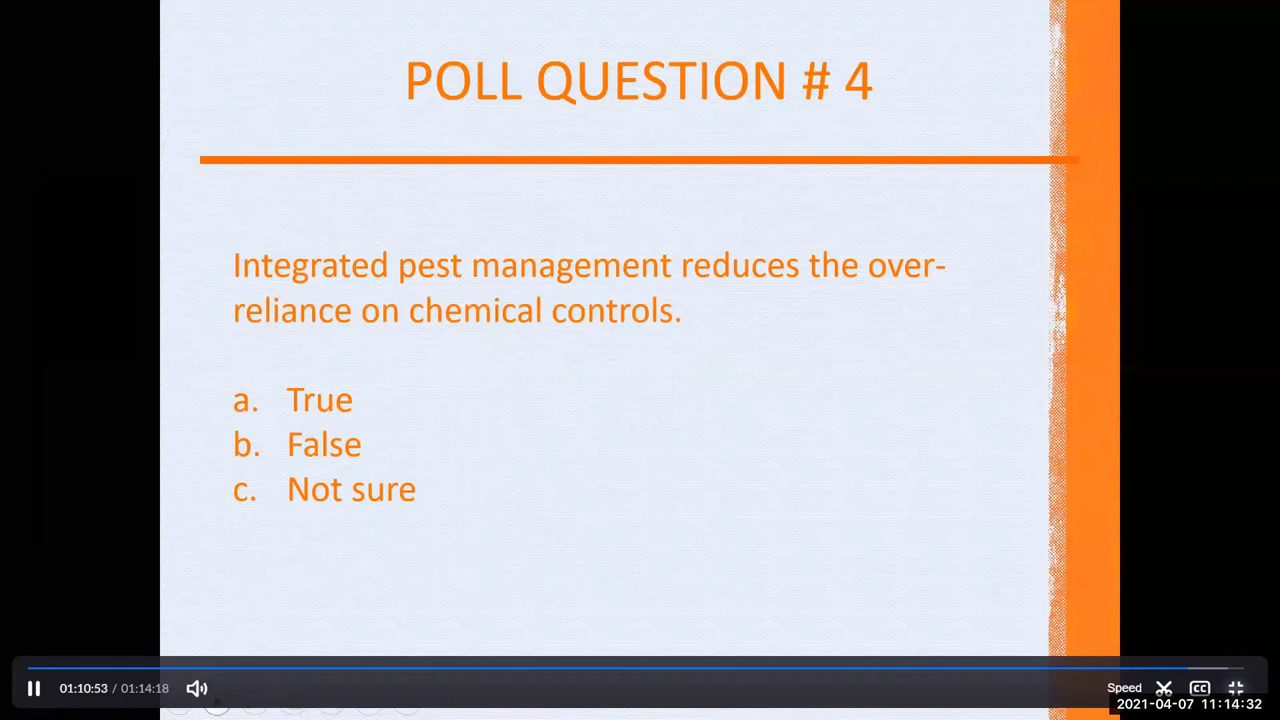 POLL QUESTION # 4
Integrated pest management reduces the over-
reliance on chemical controls.
a. True
b. False
c. Not sure
01:10:53 / 01:14:18
Speed
CC
2021-04-07 11:14:32